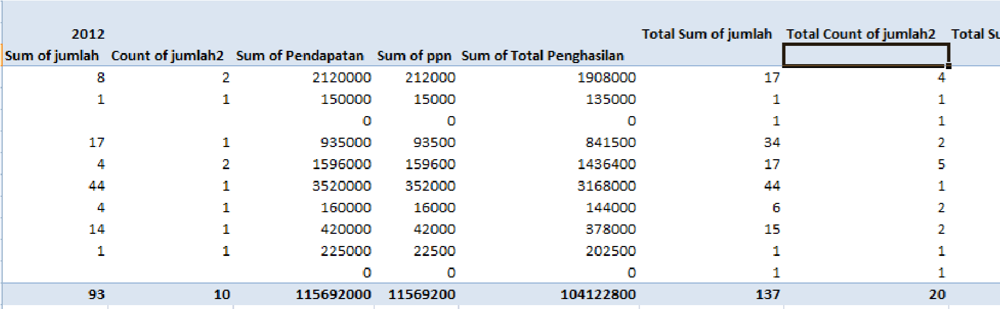 2012 Total Sum of jumlah Total Count of jumlah2 Total Su
Sum of jumlah Count of jumlah2 Sum of Pendapatan Sum of ppn Sum of Total Penghasilan
8 2 2120000 212000 1908000 17 4
1 1 150000 15000 135000 1 1
0 0 0 1 1
17 1 935000 93500 841500 34 2
4 2 1596000 159600 1436400 17 5
44 1 3520000 352000 3168000 44 1
4 1 160000 16000 144000 6 2
14 1 420000 42000 378000 15 2
1 1 225000 22500 202500 1 1
0 0 0 1 1
93 10 115692000 11569200 104122800 137 20